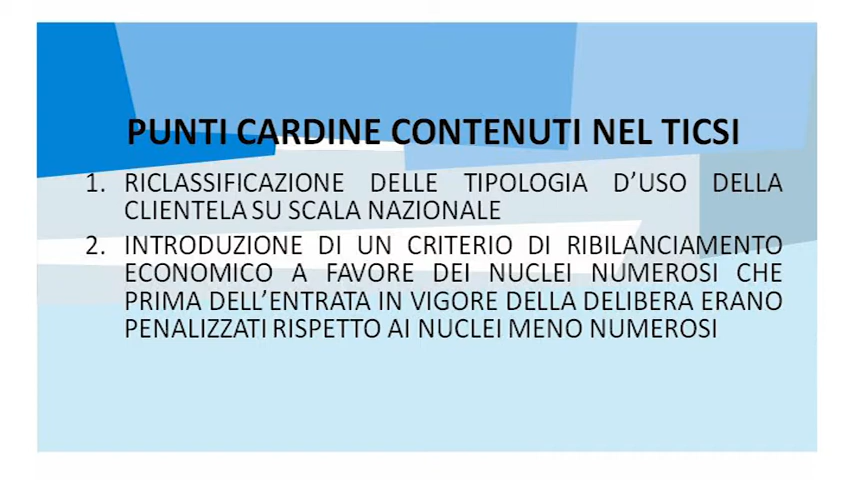 PUNTI CARDINE CONTENUTI NEL TICSI
1. RICLASSIFICAZIONE DELLE TIPOLOGIA D'USO DELLA
CLIENTELA SU SCALA NAZIONALE
2. INTRODUZIONE DI UN CRITERIO DI RIBILANCIAMENTO
ECONOMICO A FAVORE DEI NUCLEI NUMEROSI CHE
PRIMA DELL'ENTRATA IN VIGORE DELLA DELIBERA ERANO
PENALIZZATI RISPETTO AI NUCLEI MENO NUMEROSI